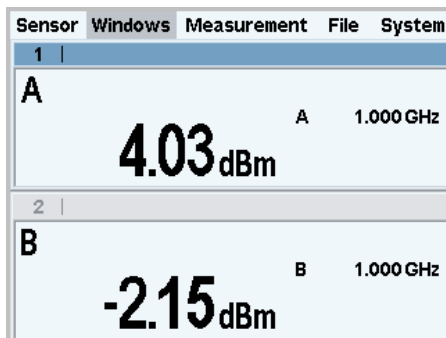 Sensor Windows Measurement File System
1
A
A 1.000 GHz
4.03 dBm
2
B
B 1.000 GHz
-2.15 dBm